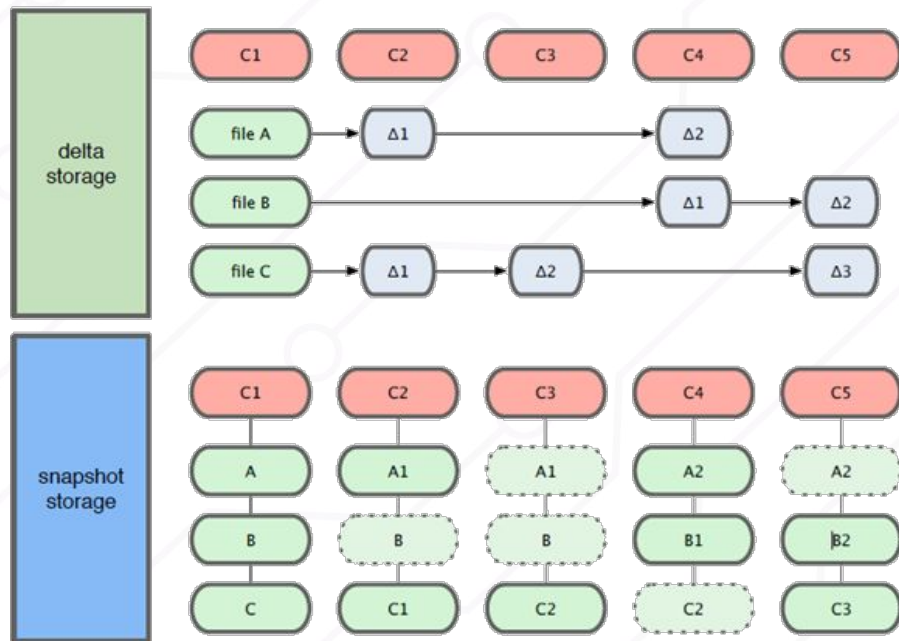 delta
storage
C1 C2 C3 C4 C5
file A Δ1 Δ2
file B Δ1 Δ2
file C Δ1 Δ2 Δ3
snapshot
storage
C1 C2 C3 C4 C5
A A1 A1 A2 A2
B B B B1 B2
C C1 C2 C2 C3